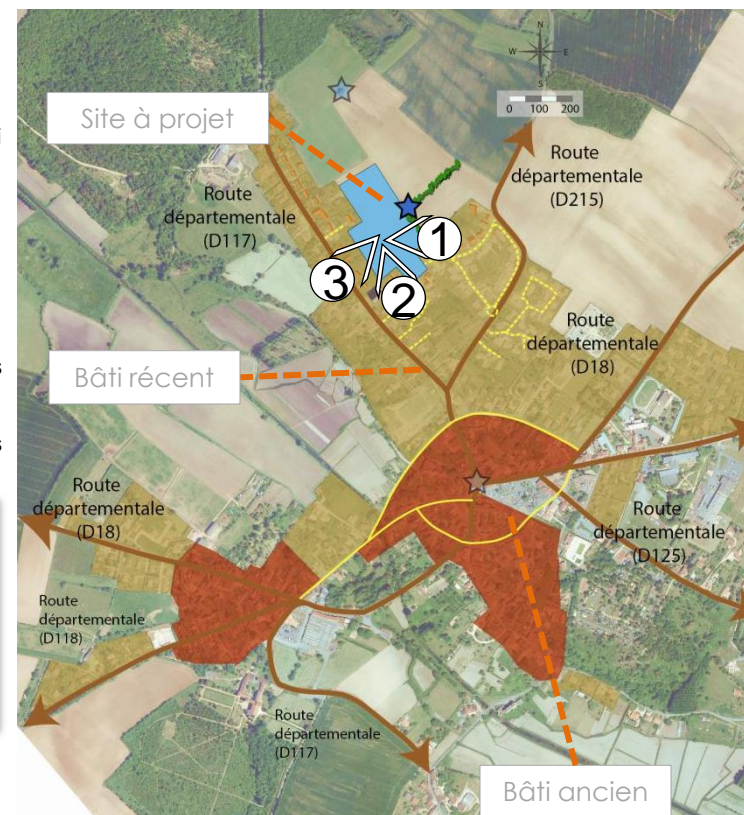 N
W
E
S
0 100 200
Site à projet
i
Route
départementale
(D215)
Route
départementale
(D117)
1
3
2
Route
départementale
(D18)
s
Bâti récent
s
Route
départementale
(D18)
Route
départementale
(D125)
Route
départementale
(D118)
Route
départementale
(D117)
Bâti ancien